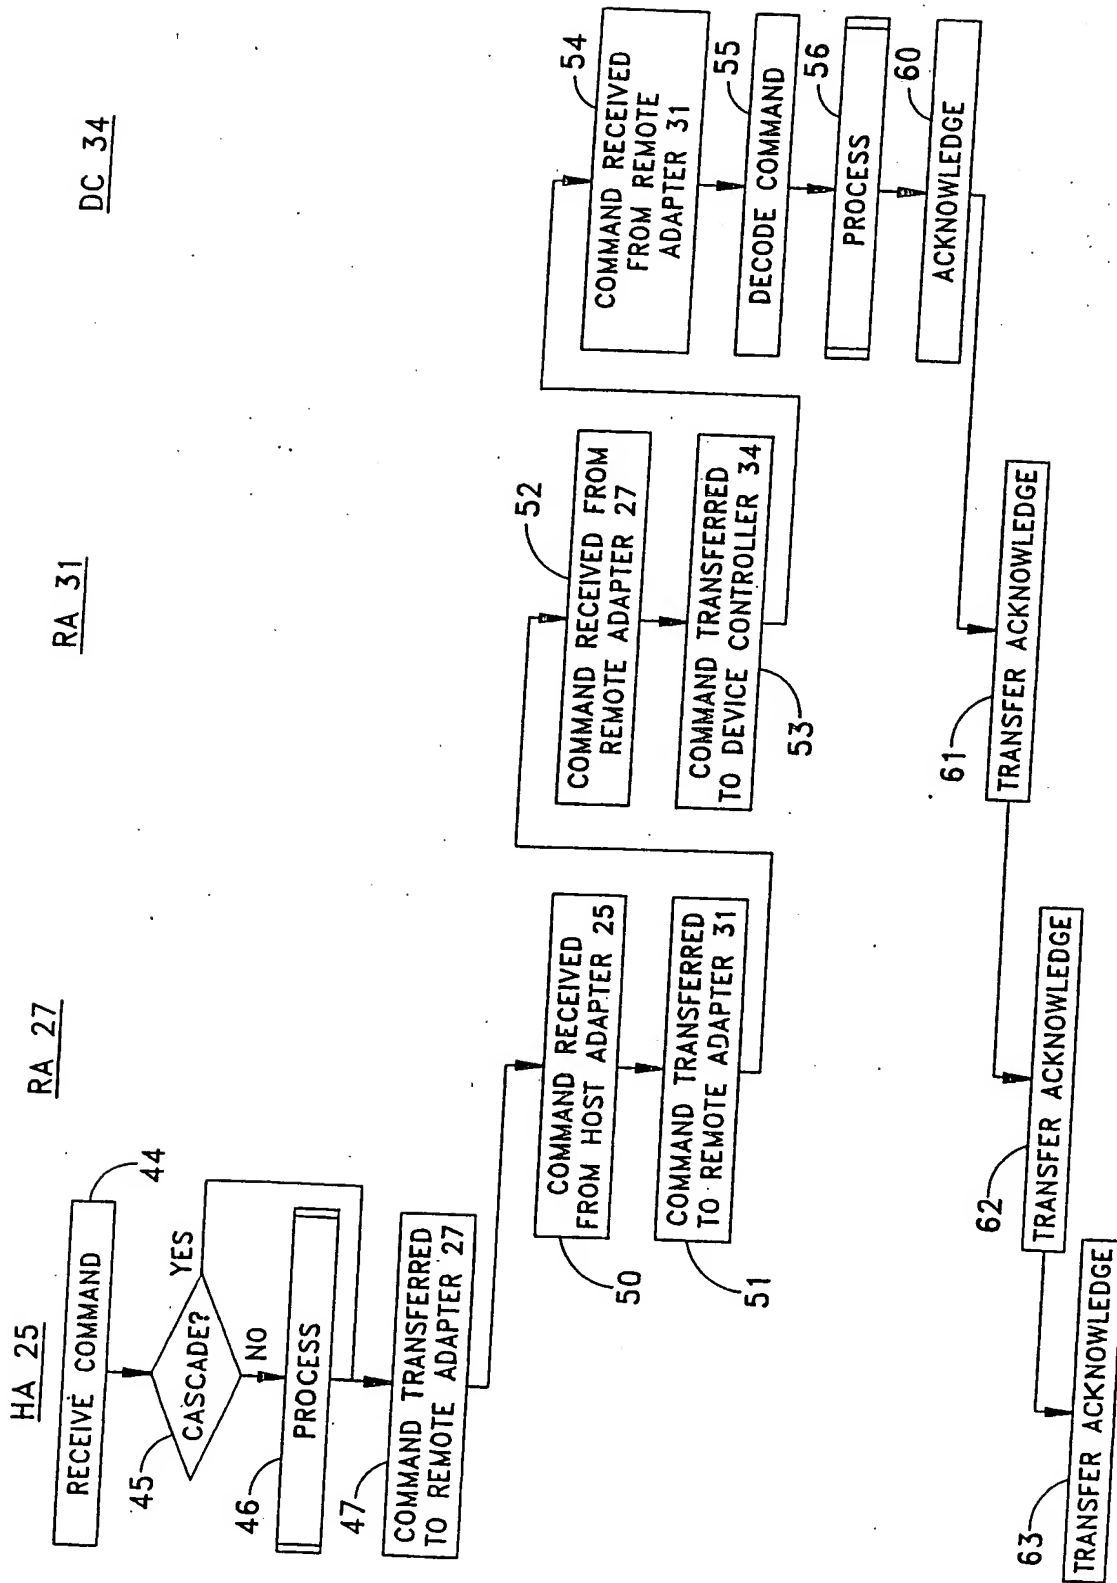 HA 25
RA 27
RA 31
DC 34
RECEIVE COMMAND
44
CASCADE?
45
YES
NO
46
PROCESS
47
COMMAND TRANSFERRED
TO REMOTE ADAPTER 27
50
COMMAND RECEIVED
FROM HOST ADAPTER 25
51
COMMAND TRANSFERRED
TO REMOTE ADAPTER 31
52
COMMAND RECEIVED FROM
REMOTE ADAPTER 27
53
COMMAND TRANSFERRED
TO DEVICE CONTROLLER 34
54
COMMAND RECEIVED
FROM REMOTE
ADAPTER 31
55
DECODE COMMAND
56
PROCESS
60
ACKNOWLEDGE
61
TRANSFER ACKNOWLEDGE
62
TRANSFER ACKNOWLEDGE
63
TRANSFER ACKNOWLEDGE